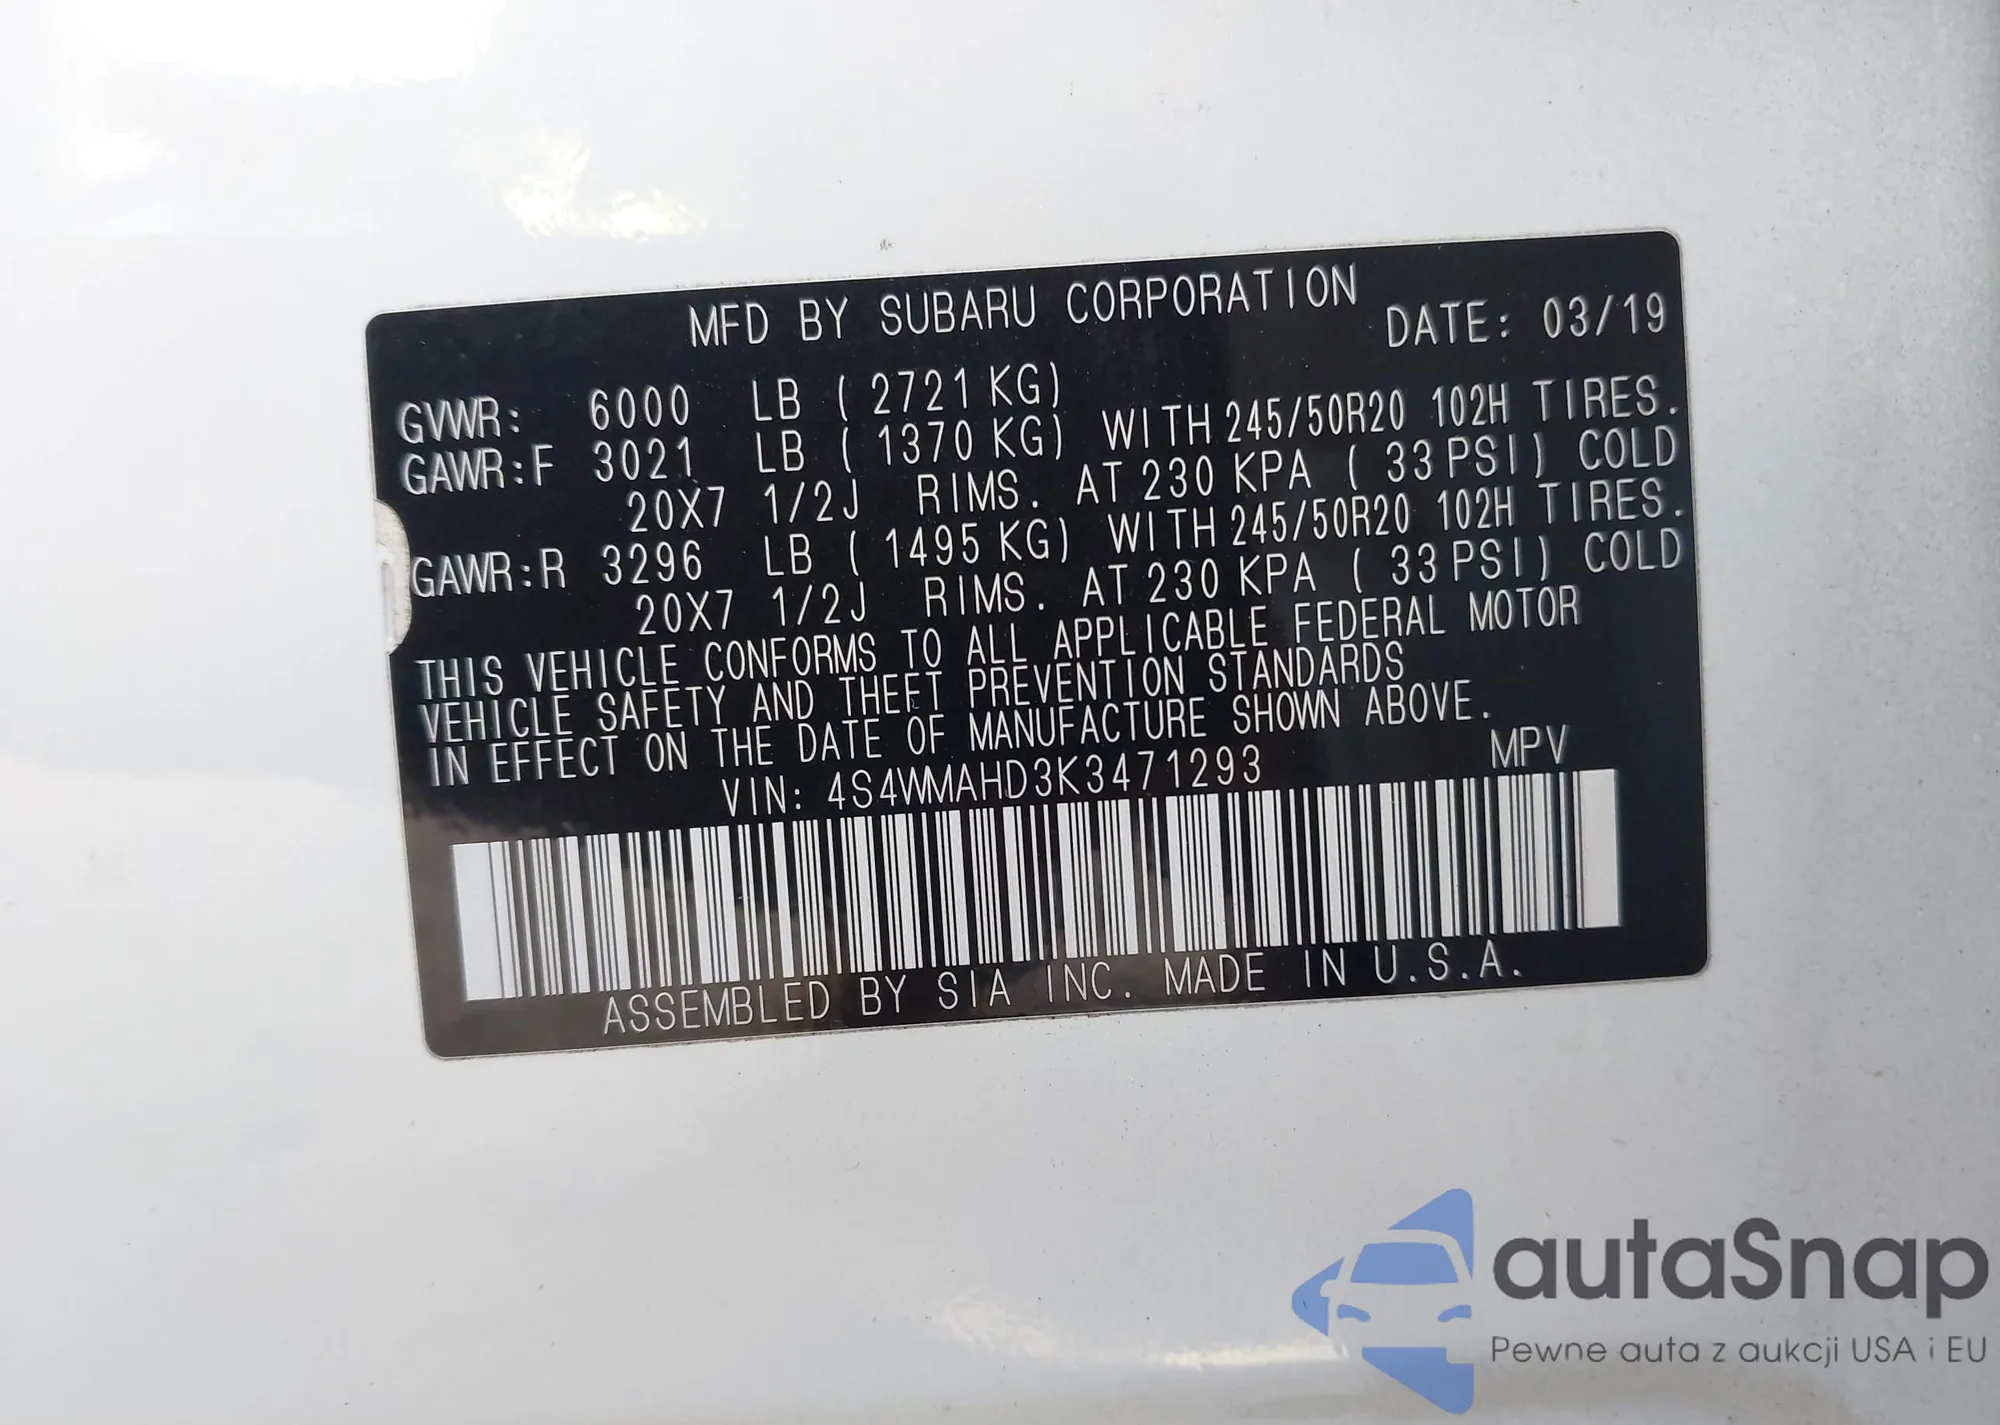 MFD BY SUBARU CORPORATION DATE: 03/19
GVWR: 6000 LB ( 2721 KG)
GAWR:F 3021 LB ( 1370 KG) WITH 245/50R20 102H TIRES.
20X7 1/2J RIMS. AT 230 KPA ( 33 PSI) COLD
GAWR:R 3296 LB ( 1495 KG) WITH 245/50R20 102H TIRES.
20X7 1/2J RIMS. AT 230 KPA ( 33 PSI) COLD
THIS VEHICLE CONFORMS TO ALL APPLICABLE FEDERAL MOTOR
VEHICLE SAFETY AND THEFT PREVENTION STANDARDS
IN EFFECT ON THE DATE OF MANUFACTURE SHOWN ABOVE.
VIN: 4S4WMAHD3K3471293 MPV
ASSEMBLED BY SIA INC. MADE IN U.S.A.
autaSnap
Pewne auta z aukcji USA i EU